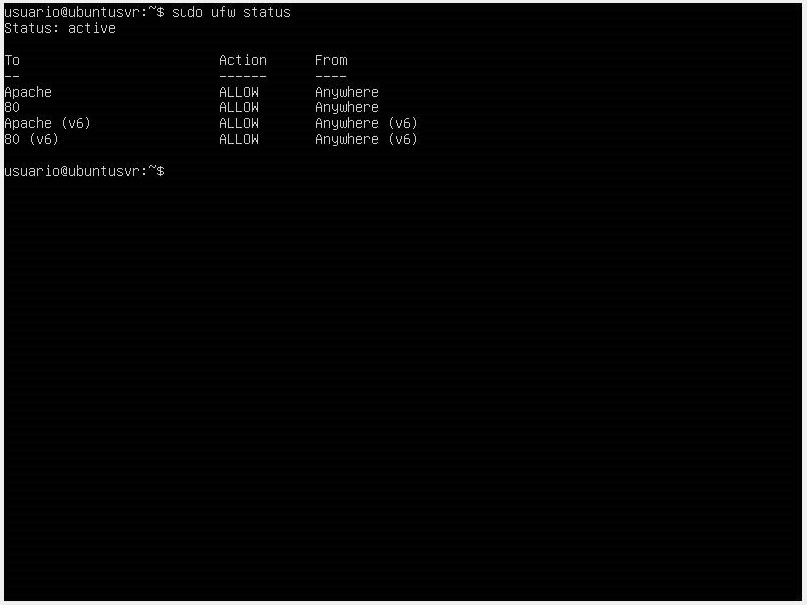 usuario@ubuntusvr:~$ sudo ufw status
Status: active
To                         Action      From
--                         ------      ----
Apache                     ALLOW       Anywhere
80                         ALLOW       Anywhere
Apache (v6)                ALLOW       Anywhere (v6)
80 (v6)                    ALLOW       Anywhere (v6)
usuario@ubuntusvr:~$